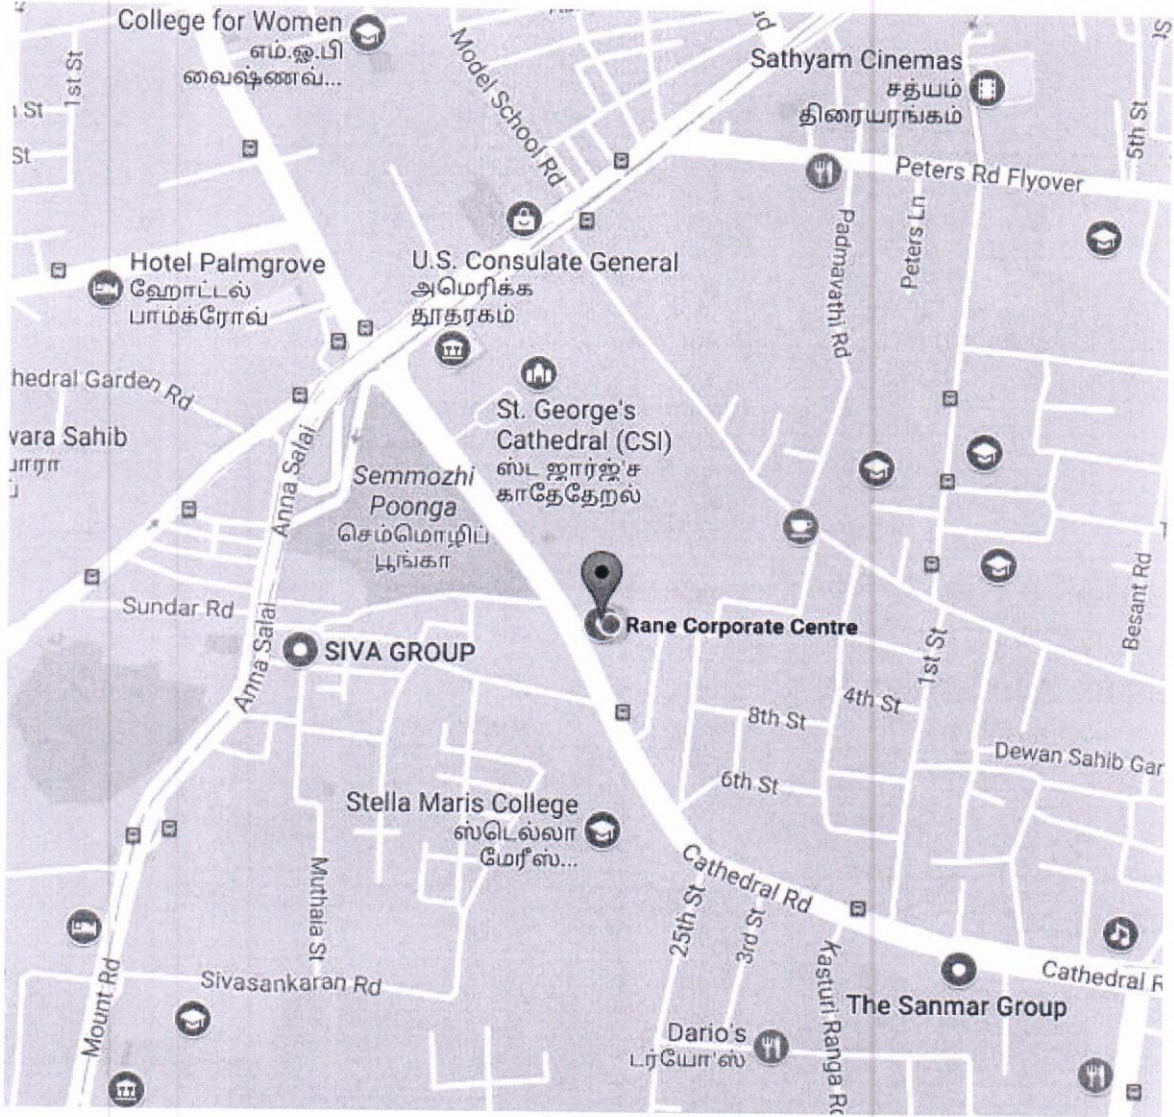 College for Women
எம்.ஓ.பி
வைஷ்ணவ்...
1st St
St
St
Model School Rd
Sathyam Cinemas
சத்யம்
திரையரங்கம்
5th St
Peters Rd Flyover
Peters Ln
Padmavathi Rd
Hotel Palmgrove
ஹோட்டல்
பாம்க்ரோவ்
U.S. Consulate General
அமெரிக்க
தூதரகம்
hedral Garden Rd
St. George's
Cathedral (CSI)
ஸ்ட ஜார்ஜ்'ச
காதேதேறல்
vara Sahib
பாரா
Anna Salai
Semmozhi
Poonga
செம்மொழிப்
பூங்கா
Sundar Rd
Anna Salai
SIVA GROUP
Rane Corporate Centre
Besant Rd
1st St
4th St
8th St
6th St
Dewan Sahib Gar
Stella Maris College
ஸ்டெல்லா
மேரீஸ்...
Muthaia St
Cathedral Rd
25th St
3rd St
Kasturi Ranga Rd
Cathedral R
The Sanmar Group
Sivasankaran Rd
Mount Rd
Dario's
டர்யோ'ஸ்